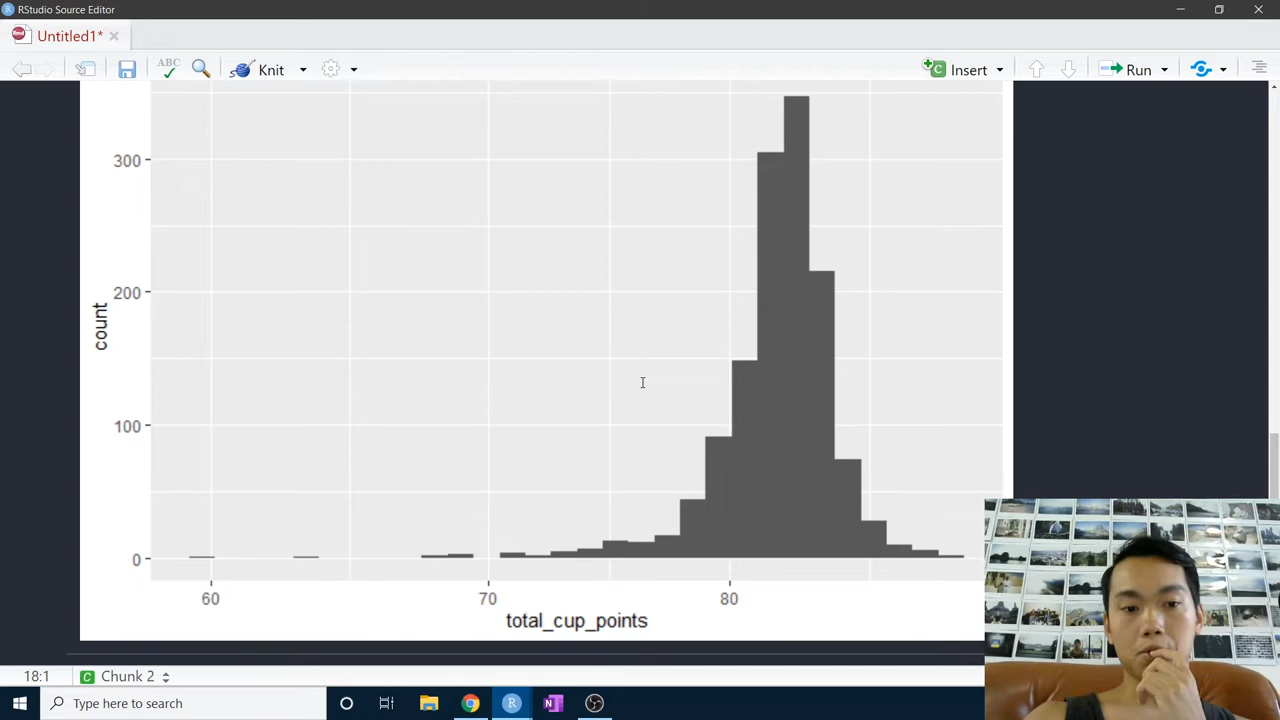 RStudio Source Editor
Untitled1*
ABC
Knit
Insert
Run
300
200
100
0
count
60 70 80
total_cup_points
18:1 Chunk 2
Type here to search